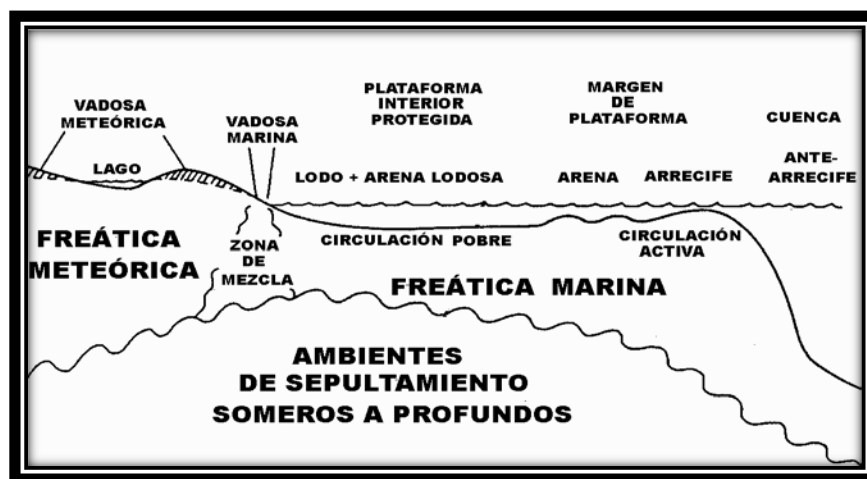 VADOSA
METEÓRICA
LAGO
VADOSA
MARINA
PLATAFORMA
INTERIOR
PROTEGIDA
MARGEN
DE
PLATAFORMA
CUENCA
LODO + ARENA LODOSA
ARENA
ARRECIFE
ANTE-
ARRECIFE
FREÁTICA
METEÓRICA
ZONA
DE
MEZCLA
CIRCULACIÓN POBRE
CIRCULACIÓN
ACTIVA
FREÁTICA MARINA
AMBIENTES
DE SEPULTAMIENTO
SOMEROS A PROFUNDOS